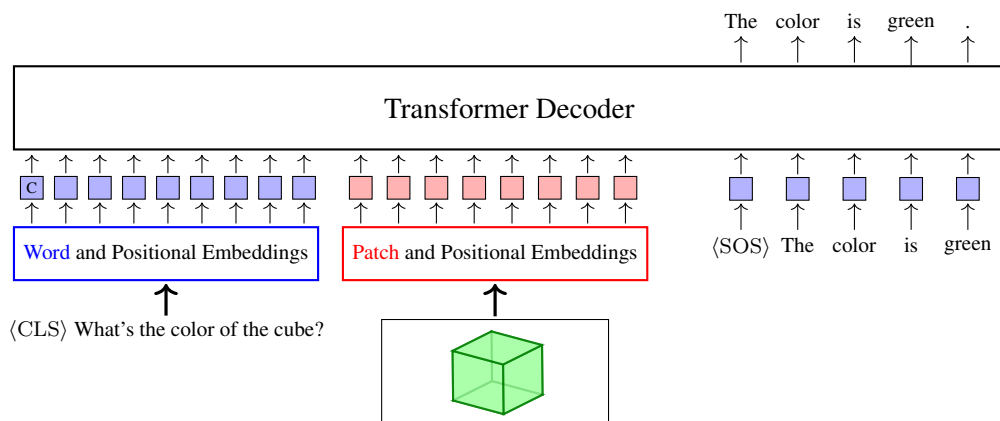 The color is green .
Transformer Decoder
C
Word and Positional Embeddings
Patch and Positional Embeddings
⟨SOS⟩ The color is green
⟨CLS⟩ What's the color of the cube?